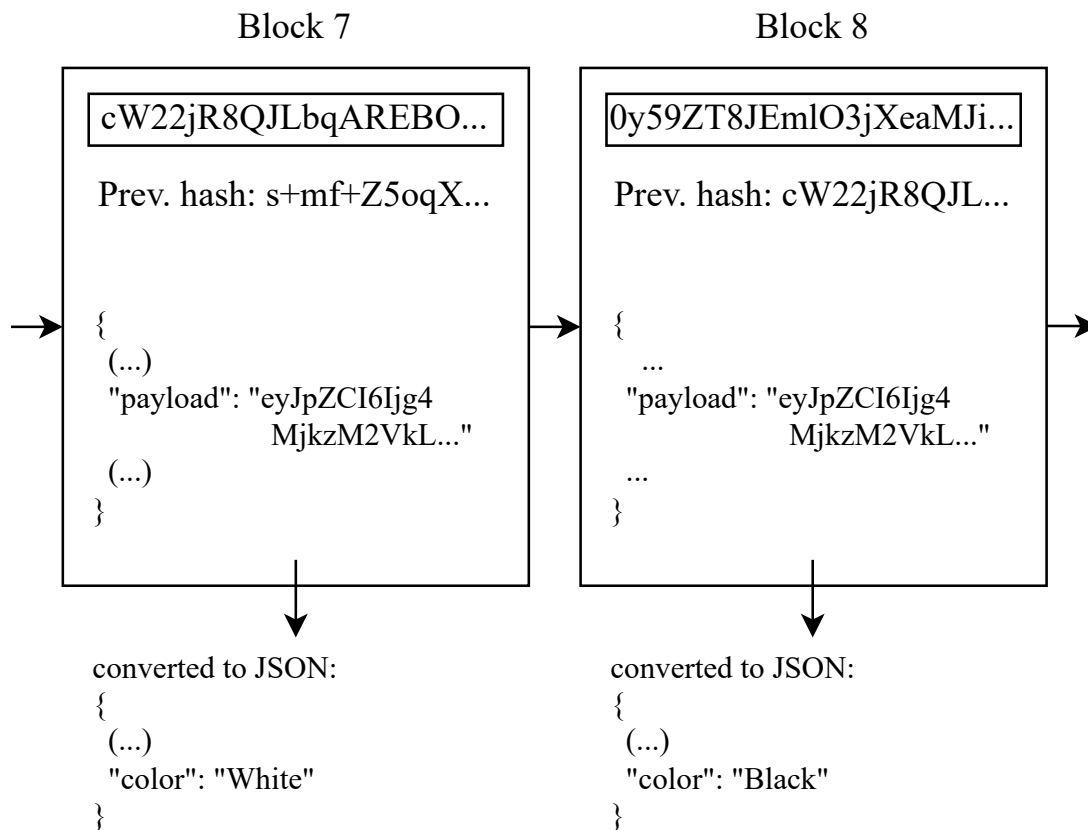 Block 7
cW22jR8QJLbqAREBO...
Prev. hash: s+mf+Z5oqX...
{
(...)
"payload": "eyJpZCI6Ijg4
MjkzM2VkL..."
(...)
}
converted to JSON:
{
(...)
"color": "White"
}
Block 8
0y59ZT8JEmlO3jXeaMJi...
Prev. hash: cW22jR8QJL...
{
...
"payload": "eyJpZCI6Ijg4
MjkzM2VkL..."
...
}
converted to JSON:
{
(...)
"color": "Black"
}